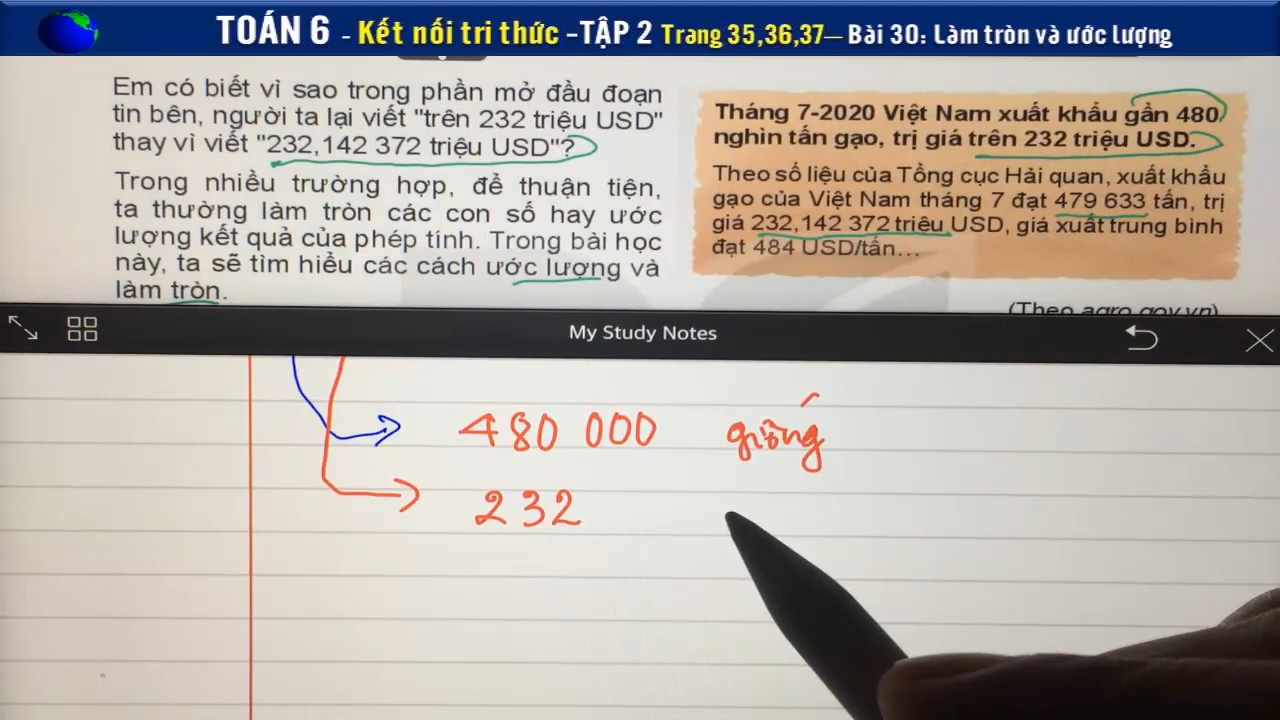 TOÁN 6 - Kết nối tri thức -TẬP 2 Trang 35,36,37– Bài 30: Làm tròn và ước lượng
Em có biết vì sao trong phần mở đầu đoạn
tin bên, người ta lại viết "trên 232 triệu USD"
thay vì viết "232,142 372 triệu USD"?
Trong nhiều trường hợp, để thuận tiện,
ta thường làm tròn các con số hay ước
lượng kết quả của phép tính. Trong bài học
này, ta sẽ tìm hiểu các cách ước lượng và
làm tròn.
Tháng 7-2020 Việt Nam xuất khẩu gần 480
nghìn tấn gạo, trị giá trên 232 triệu USD.
Theo số liệu của Tổng cục Hải quan, xuất khẩu
gạo của Việt Nam tháng 7 đạt 479 633 tấn, trị
giá 232,142 372 triệu USD, giá xuất trung bình
đạt 484 USD/tấn...
(Theo agro.gov.vn)
My Study Notes
480 000 giống
232